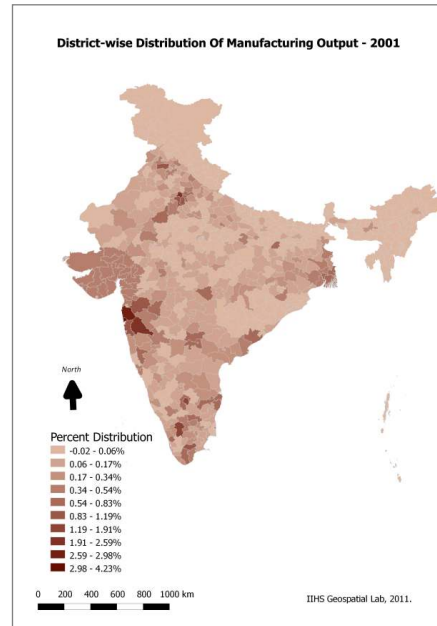 District-wise Distribution Of Manufacturing Output - 2001
North
Percent Distribution
-0.02 - 0.06%
0.06 - 0.17%
0.17 - 0.34%
0.34 - 0.54%
0.54 - 0.83%
0.83 - 1.19%
1.19 - 1.91%
1.91 - 2.59%
2.59 - 2.98%
2.98 - 4.23%
0 200 400 600 800 1000 km
IIHS Geospatial Lab, 2011.